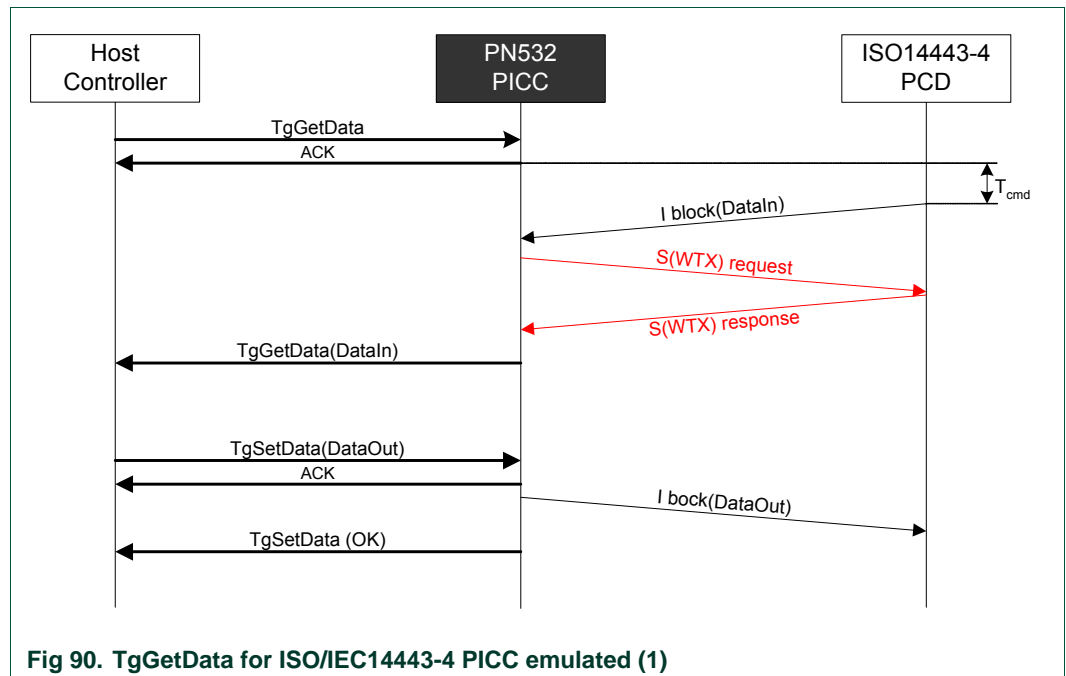 Host
Controller
PN532
PICC
ISO14443-4
PCD
TgGetData
ACK
Tcmd
I block(DataIn)
S(WTX) request
S(WTX) response
TgGetData(DataIn)
TgSetData(DataOut)
ACK
I bock(DataOut)
TgSetData (OK)
Fig 90. TgGetData for ISO/IEC14443-4 PICC emulated (1)